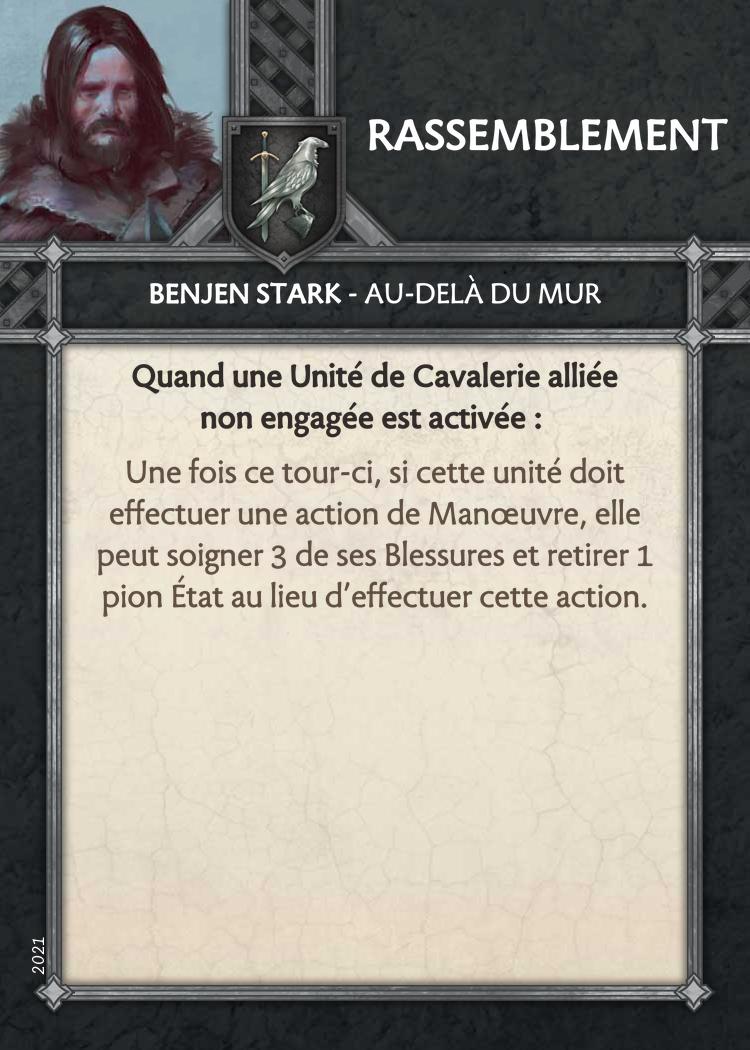 RASSEMBLEMENT
BENJEN STARK - AU-DELÀ DU MUR
Quand une Unité de Cavalerie alliée
non engagée est activée :
Une fois ce tour-ci, si cette unité doit
effectuer une action de Manœuvre, elle
peut soigner 3 de ses Blessures et retirer 1
pion État au lieu d’effectuer cette action.
2021